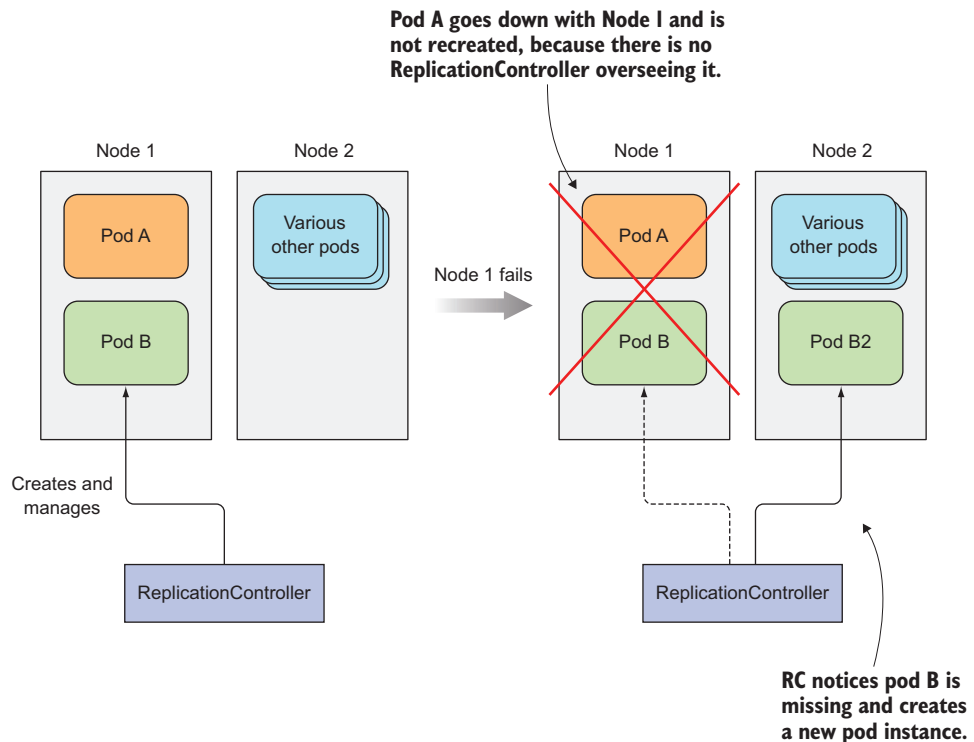 Pod A goes down with Node 1 and is
not recreated, because there is no
ReplicationController overseeing it.
Node 1
Node 2
Pod A
Various
other pods
Pod B
Creates and
manages
ReplicationController
Node 1 fails
Node 1
Node 2
Pod A
Various
other pods
Pod B
Pod B2
ReplicationController
RC notices pod B is
missing and creates
a new pod instance.